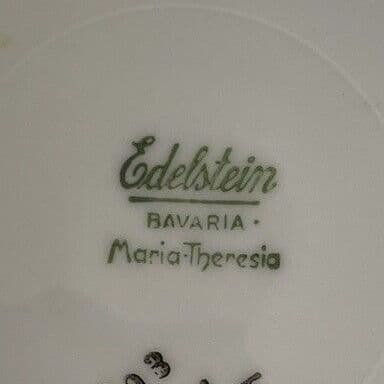 Edelstein
BAVARIA ·
Maria-Theresia